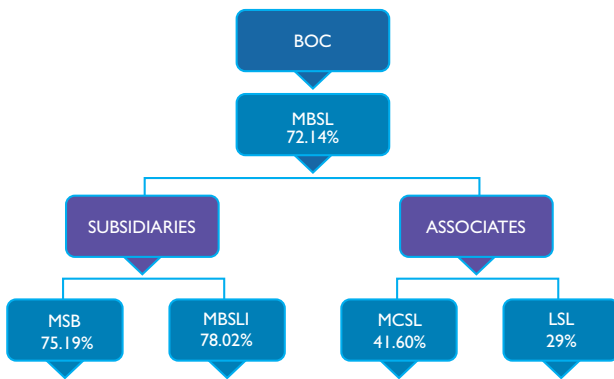 BOC
MBSL
72.14%
SUBSIDIARIES
ASSOCIATES
MSB
75.19%
MBSLI
78.02%
MCSL
41.60%
LSL
29%